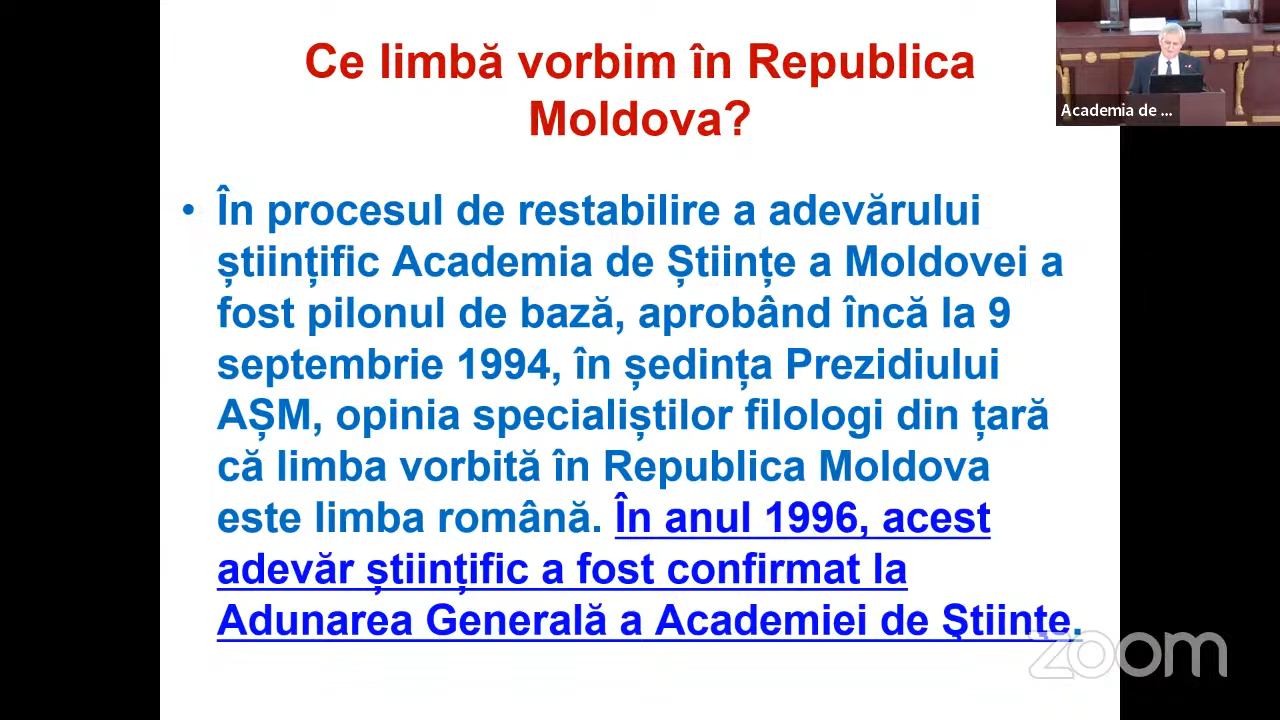 Ce limbă vorbim în Republica
Moldova?
Academia de ...
• În procesul de restabilire a adevărului
științific Academia de Științe a Moldovei a
fost pilonul de bază, aprobând încă la 9
septembrie 1994, în ședința Prezidiului
AȘM, opinia specialiștilor filologi din țară
că limba vorbită în Republica Moldova
este limba română. În anul 1996, acest
adevăr științific a fost confirmat la
Adunarea Generală a Academiei de Ştiințe.
zoom